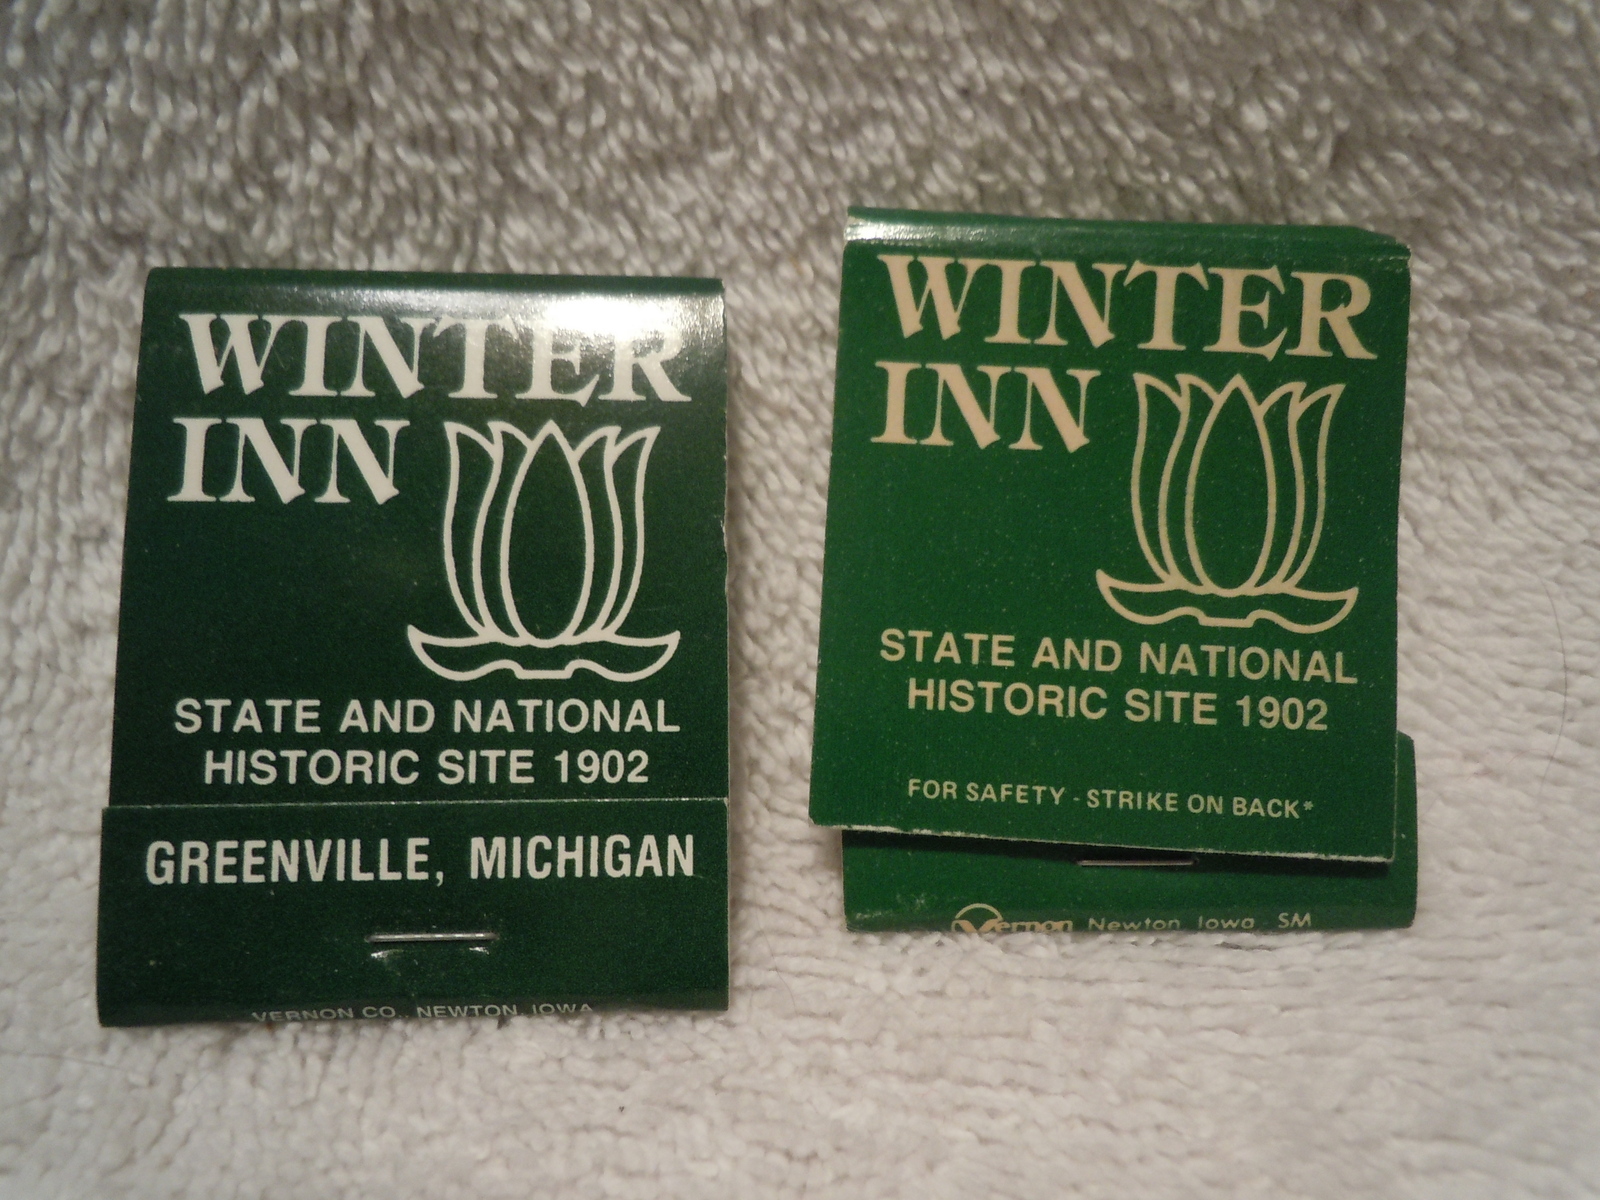 WINTER
INN
STATE AND NATIONAL
HISTORIC SITE 1902
GREENVILLE, MICHIGAN
VERNON CO., NEWTON, IOWA
WINTER
INN
STATE AND NATIONAL
HISTORIC SITE 1902
FOR SAFETY - STRIKE ON BACK*
Vernon Newton, Iowa SM